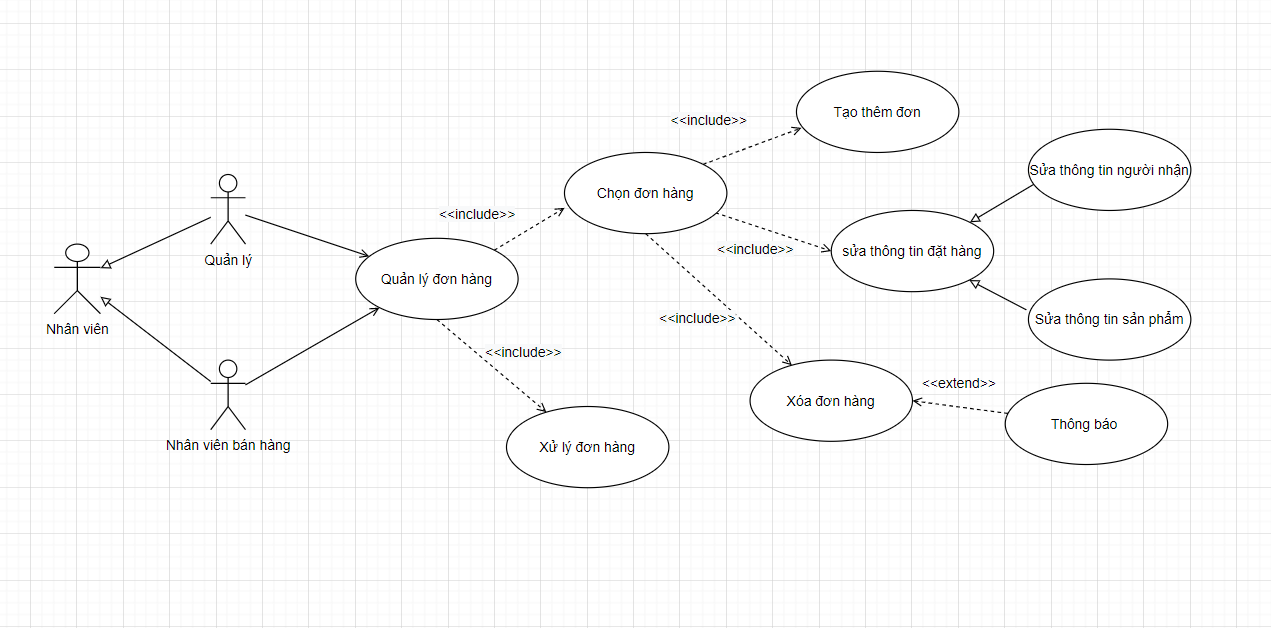 Tạo thêm đơn
<<include>>
Sửa thông tin người nhận
Chọn đơn hàng
<<include>>
<<include>>
sửa thông tin đặt hàng
Quản lý
Quản lý đơn hàng
Nhân viên
<<include>>
Sửa thông tin sản phẩm
<<include>>
<<extend>>
Xóa đơn hàng
Thông báo
Nhân viên bán hàng
Xử lý đơn hàng